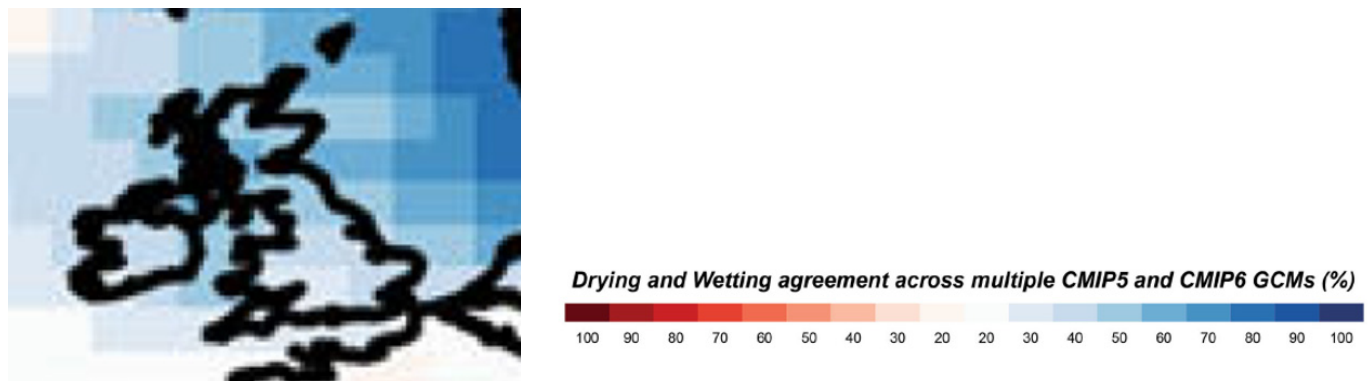 Drying and Wetting agreement across multiple CMIP5 and CMIP6 GCMs (%)
100 90 80 70 60 50 40 30 20 20 30 40 50 60 70 80 90 100